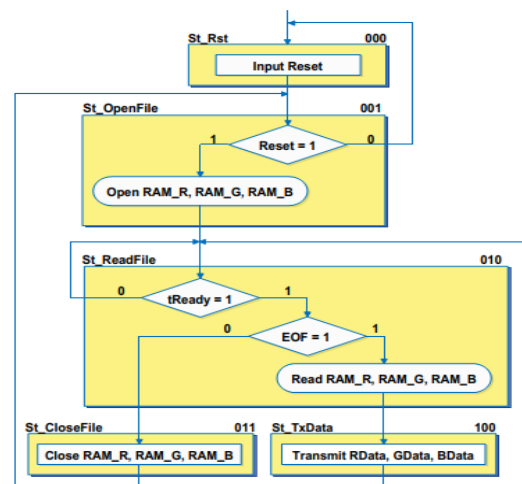 St_Rst 000
Input Reset
St_OpenFile 001
Reset = 1
1 0
Open RAM_R, RAM_G, RAM_B
St_ReadFile 010
0 tReady = 1 1
0 EOF = 1 1
Read RAM_R, RAM_G, RAM_B
St_CloseFile 011 St_TxData 100
Close RAM_R, RAM_G, RAM_B Transmit RData, GData, BData